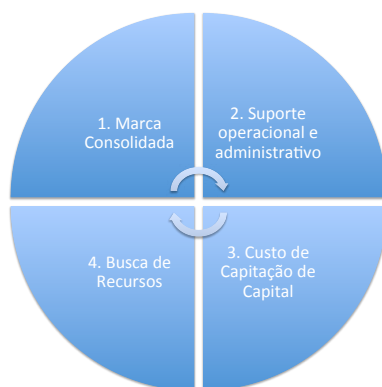 1. Marca
Consolidada
2. Suporte
operacional e
administrativo
3. Custo de
Capitação de
Capital
4. Busca de
Recursos